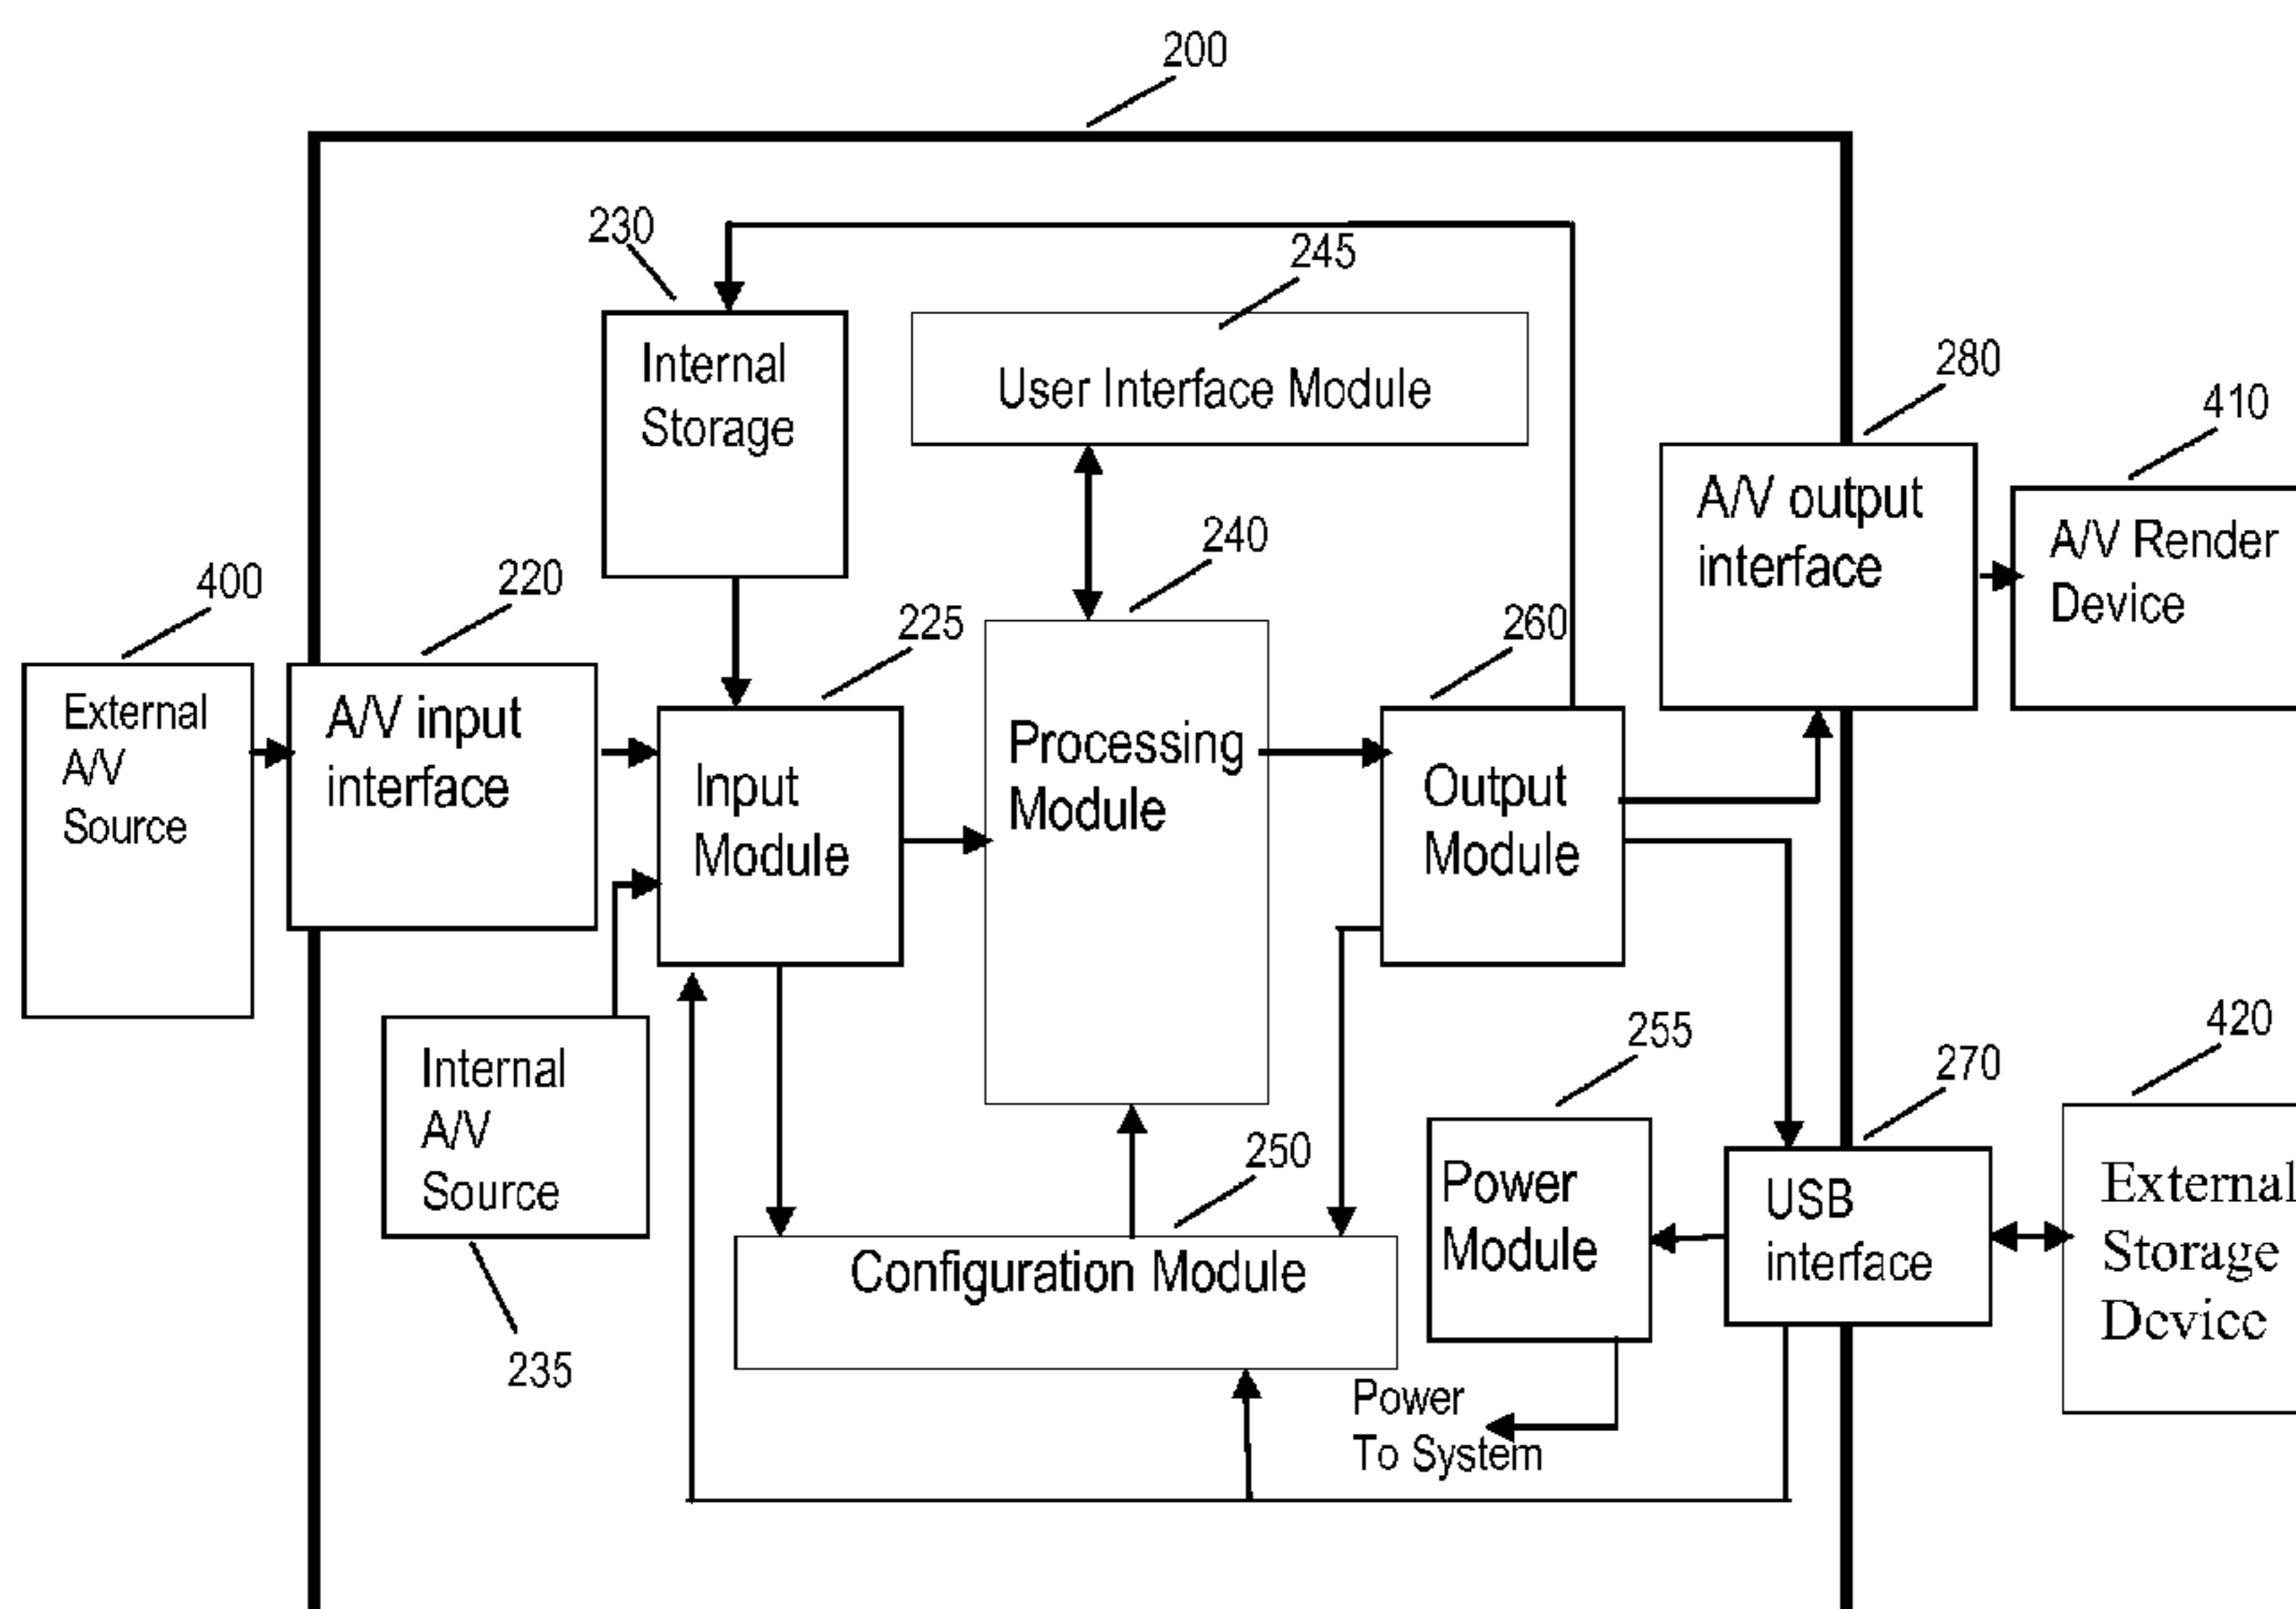 200
230
245
Internal
Storage
User Interface Module
280
410
A/V output
interface
A/V Render
Device
400
220
225
240
260
External
A/V
Source
A/V input
interface
Input
Module
Processing
Module
Output
Module
Internal
A/V
Source
235
250
Configuration Module
255
Power
Module
Power
To System
270
USB
interface
420
External
Storage
Device